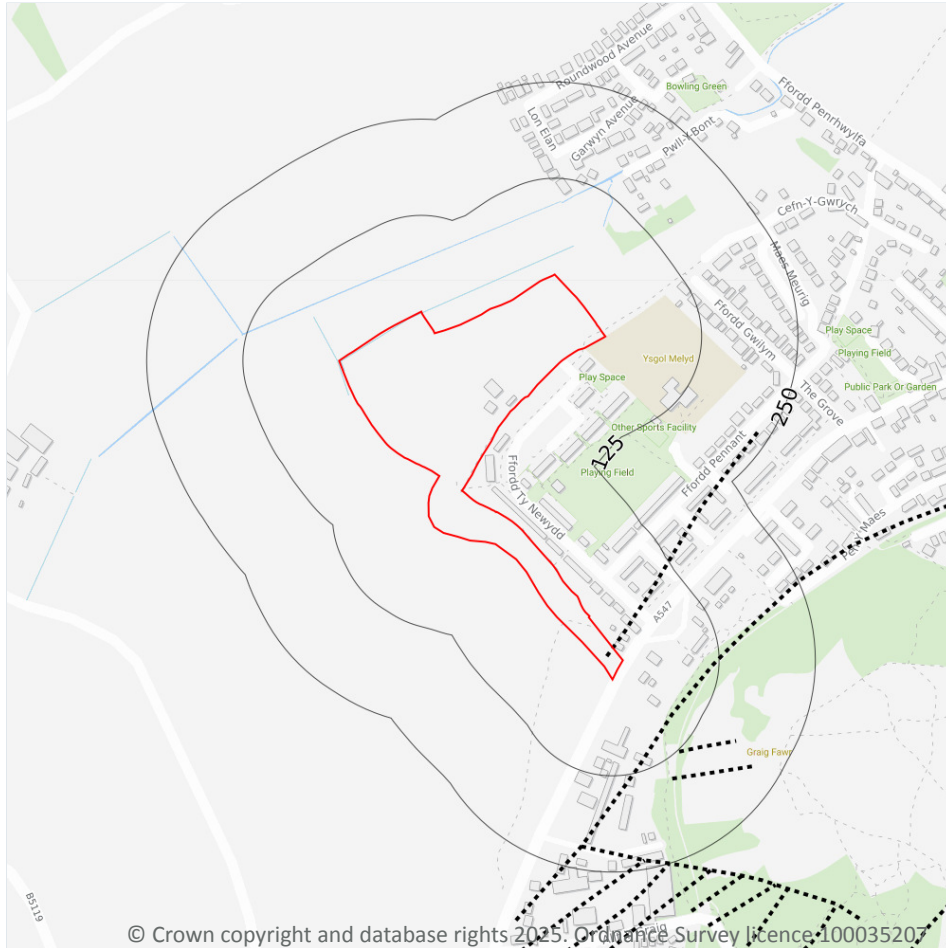 Roundwood Avenue
Bowling Green
Ffordd Penrhwylfa
Lon Elan
Garwyn Avenue
Pwll-Y-Bont
Cefn-Y-Gwrych
Maes Meurig
Ffordd Gwilym
Play Space
Ysgol Melyd
Playing Field
Play Space
Public Park Or Garden
The Grove
250
Other Sports Facility
125
Playing Field
Ffordd Pennant
Ffordd Ty Newydd
Pen Y Maes
A547
Graig Fawr
B5119
© Crown copyright and database rights 2025. Ordnance Survey licence 100035207